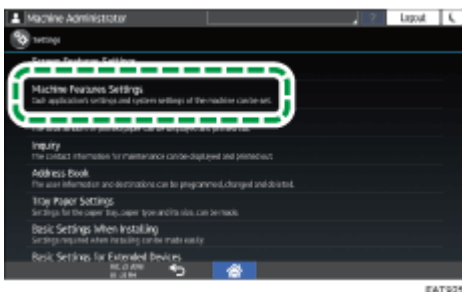 Machine Administrator
? Logout
Settings
Screen Features Settings
Machine Features Settings
Each application's settings and system settings of the machine can be set.
Inquiry
The contact information for maintenance can be displayed and printed out.
Address Book
The user information and destinations can be programmed, changed and deleted.
Tray Paper Settings
Settings for the paper tray, paper type and its size, can be made.
Basic Settings When Installing
Settings required when installing can be made easily.
Basic Settings for Extended Devices